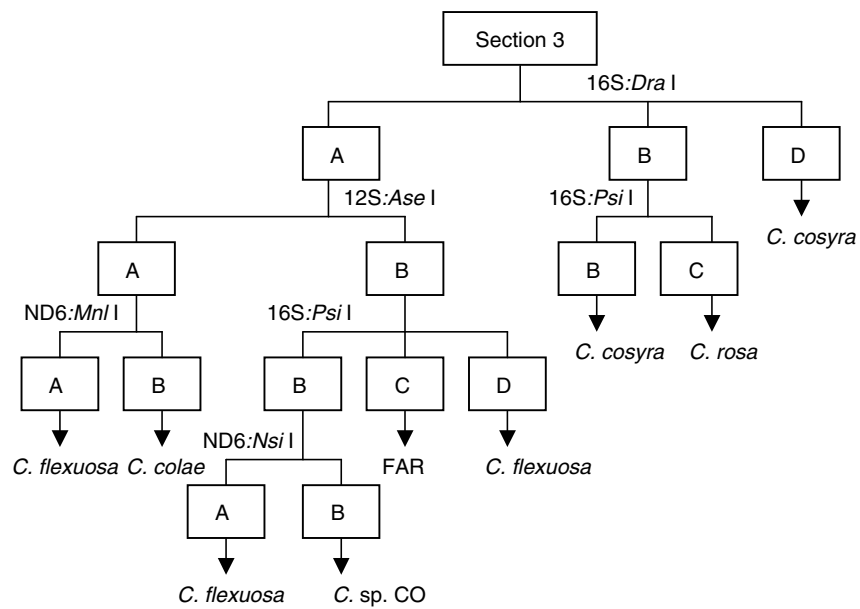 Section 3
16S:Dra I
A
B
D
12S:Ase I
16S:Psi I
C. cosyra
A
B
B
C
ND6:Mnl I
16S:Psi I
C. cosyra
C. rosa
A
B
B
C
D
C. flexuosa
C. colae
ND6:Nsi I
FAR
C. flexuosa
A
B
C. flexuosa
C. sp. CO